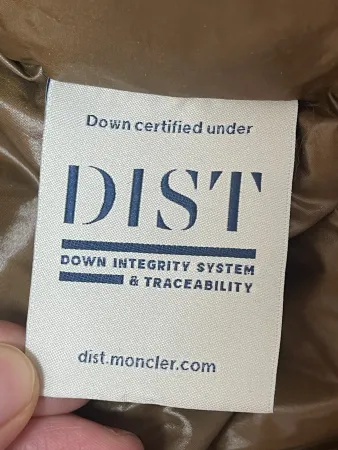 Down certified under
DIST
DOWN INTEGRITY SYSTEM
& TRACEABILITY
dist.moncler.com